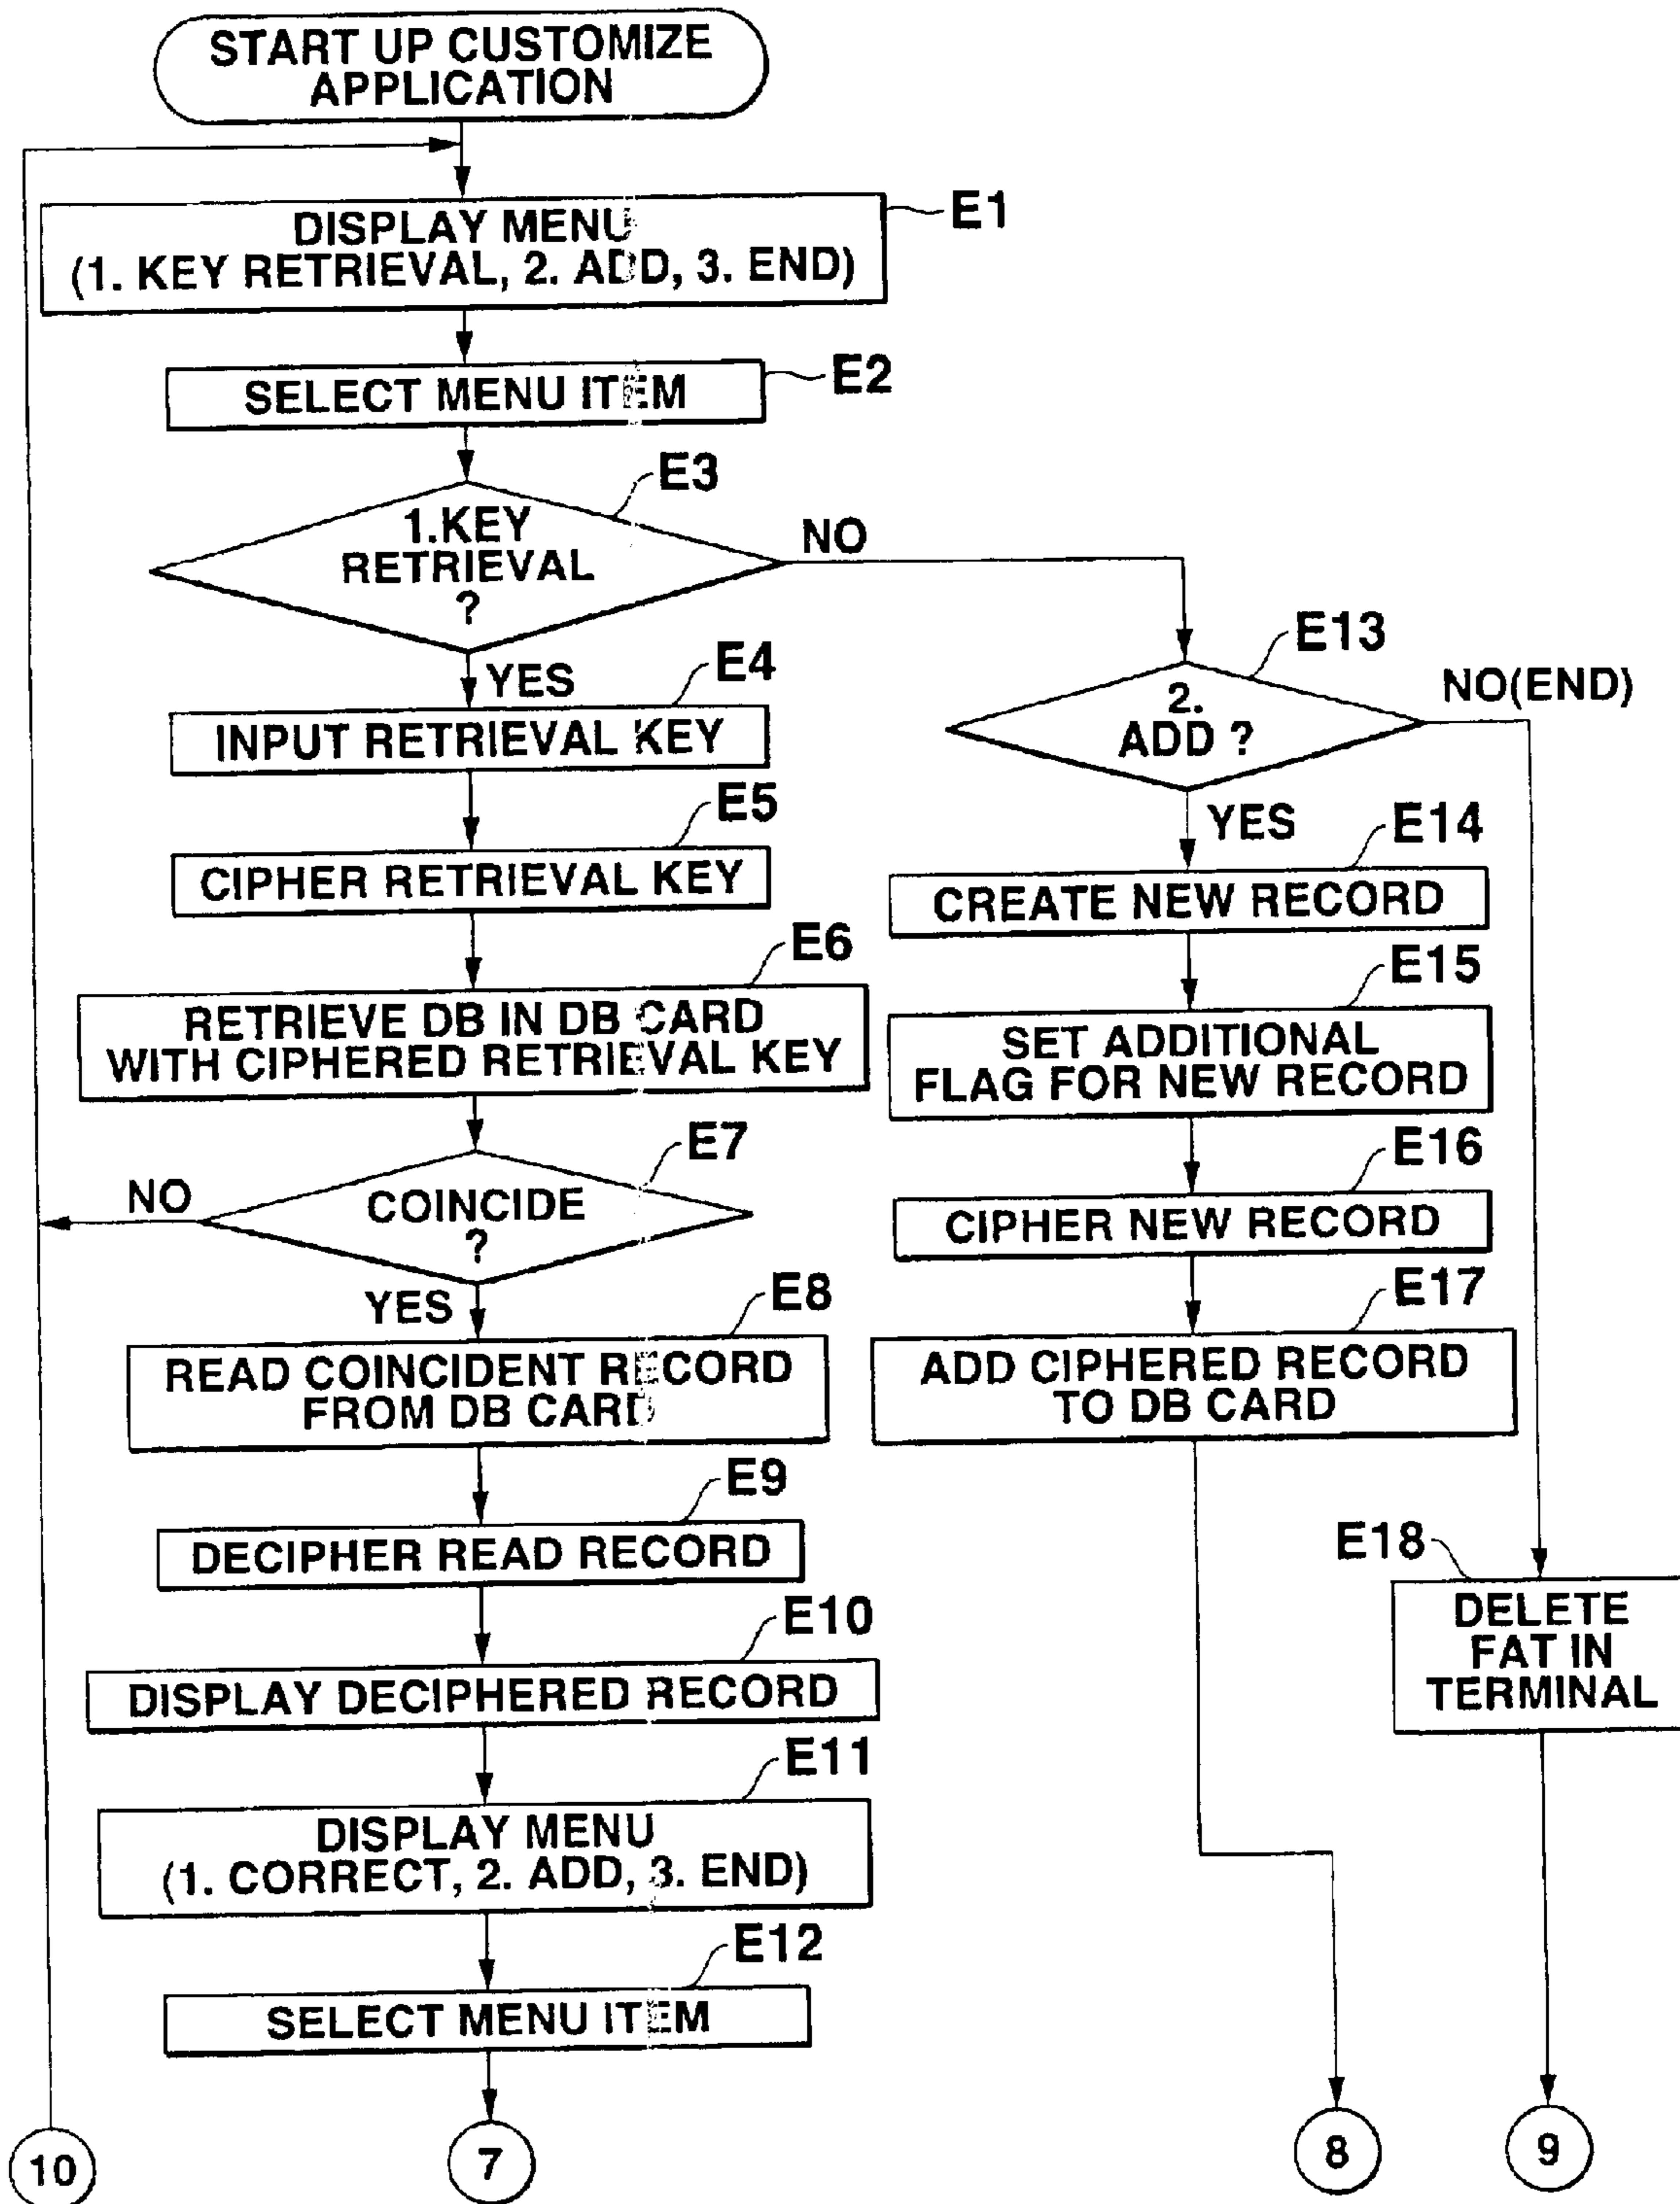 START UP CUSTOMIZE
APPLICATION
DISPLAY MENU
(1. KEY RETRIEVAL, 2. ADD, 3. END)
E1
SELECT MENU ITEM
E2
1.KEY
RETRIEVAL
?
E3
NO
YES
INPUT RETRIEVAL KEY
E4
CIPHER RETRIEVAL KEY
E5
RETRIEVE DB IN DB CARD
WITH CIPHERED RETRIEVAL KEY
E6
COINCIDE
?
E7
NO
YES
READ COINCIDENT RECORD
FROM DB CARD
E8
DECIPHER READ RECORD
E9
DISPLAY DECIPHERED RECORD
E10
DISPLAY MENU
(1. CORRECT, 2. ADD, 3. END)
E11
SELECT MENU ITEM
E12
2.
ADD ?
E13
NO(END)
YES
CREATE NEW RECORD
E14
SET ADDITIONAL
FLAG FOR NEW RECORD
E15
CIPHER NEW RECORD
E16
ADD CIPHERED RECORD
TO DB CARD
E17
E18
DELETE
FAT IN
TERMINAL
10
7
8
9